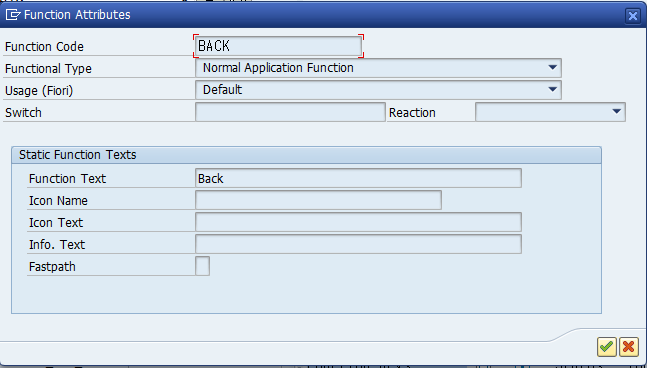 Function Attributes
Function Code BACK
Functional Type Normal Application Function
Usage (Fiori) Default
Switch Reaction
Static Function Texts
Function Text Back
Icon Name
Icon Text
Info. Text
Fastpath